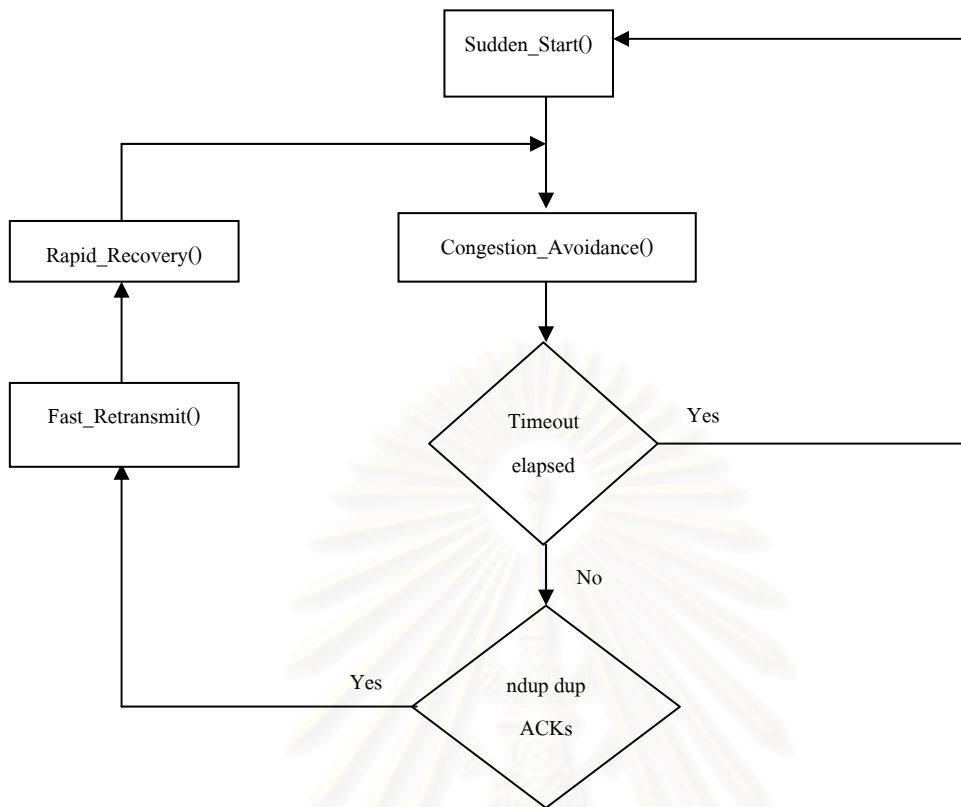 Sudden_Start()
Rapid_Recovery()
Congestion_Avoidance()
Fast_Retransmit()
Timeout
elapsed
Yes
No
Yes
ndup dup
ACKs